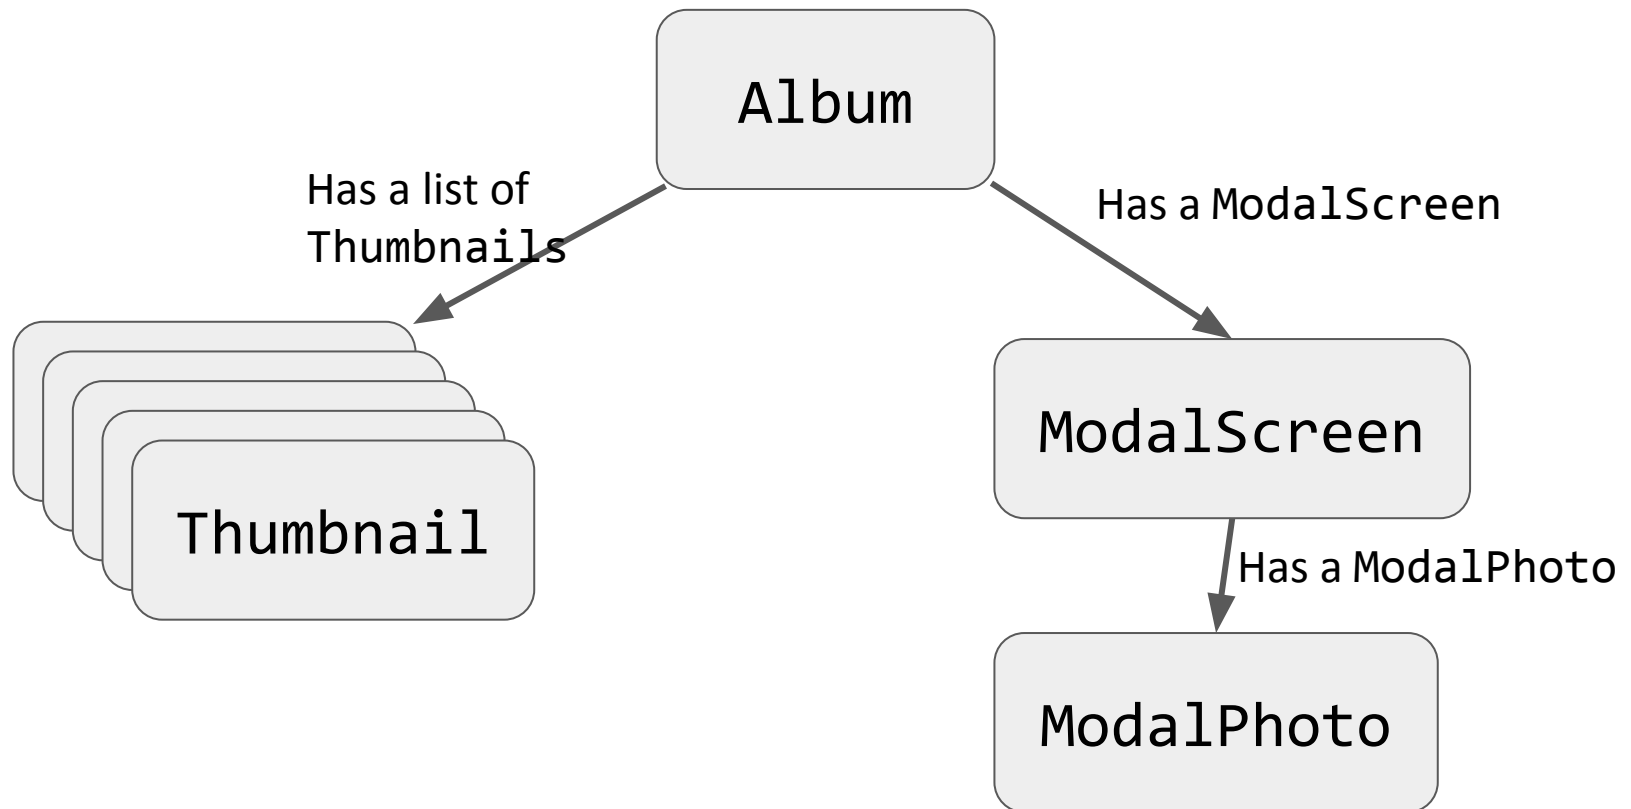 Album
Has a list of
Thumbnails
Has a ModalScreen
Thumbnail
ModalScreen
Has a ModalPhoto
ModalPhoto